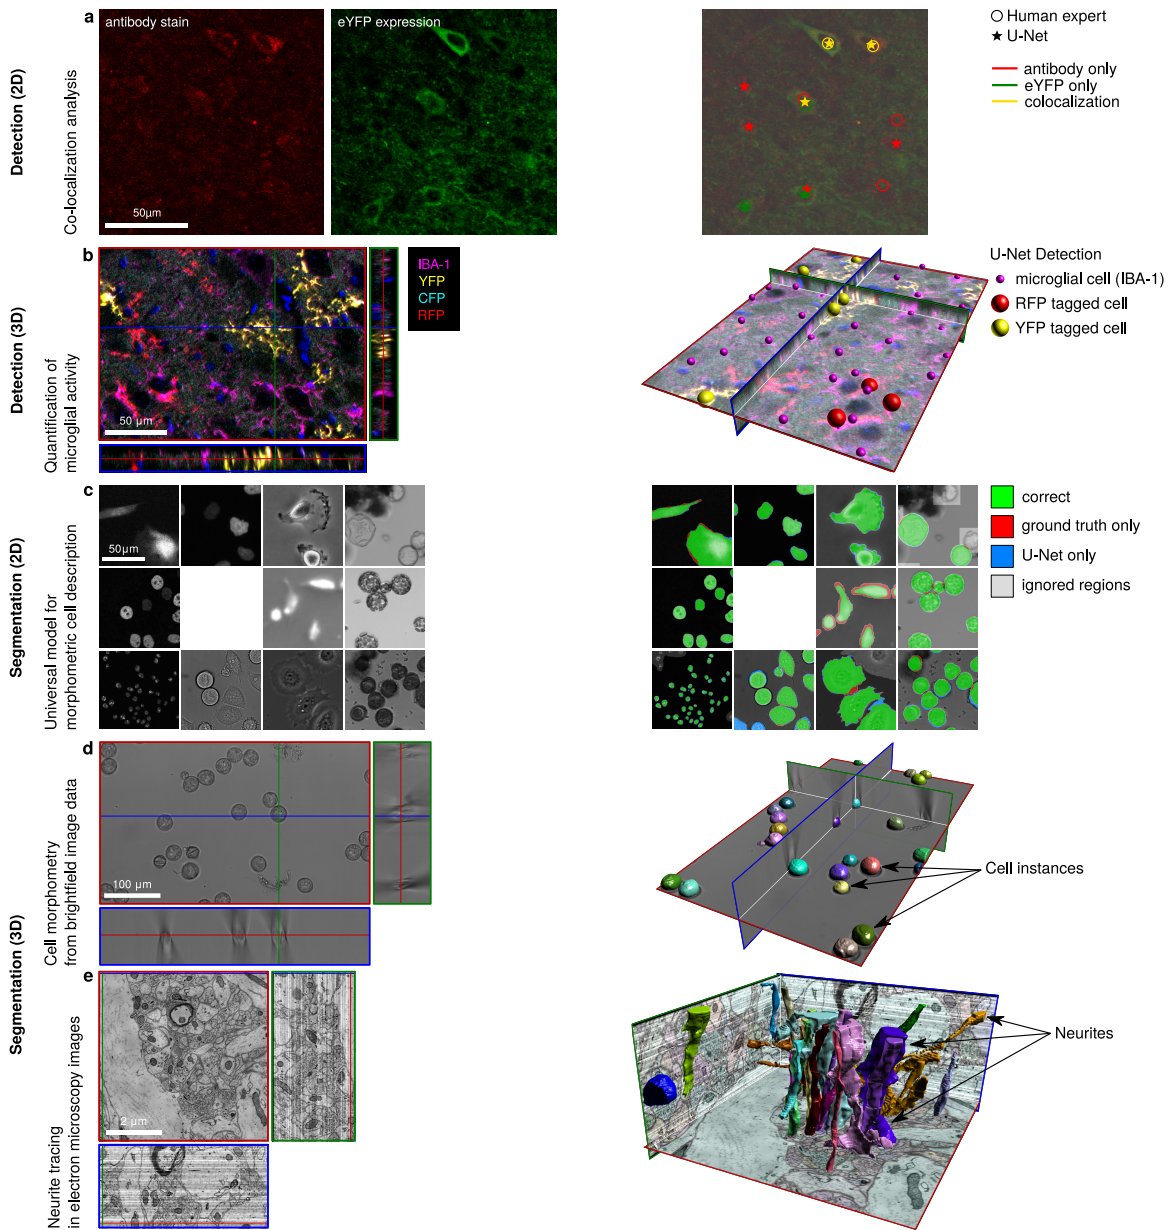 a
antibody stain
eYFP expression
50µm
Detection (2D)
Co-localization analysis
Human expert
U-Net
antibody only
eYFP only
colocalization
b
IBA-1
YFP
CFP
RFP
50 µm
Detection (3D)
Quantification of
microglial activity
U-Net Detection
microglial cell (IBA-1)
RFP tagged cell
YFP tagged cell
c
50µm
Segmentation (2D)
Universal model for
morphometric cell description
correct
ground truth only
U-Net only
ignored regions
d
100 µm
Segmentation (3D)
Cell morphometry
from brightfield image data
Cell instances
e
2 µm
Neurite tracing
in electron microscopy images
Neurites